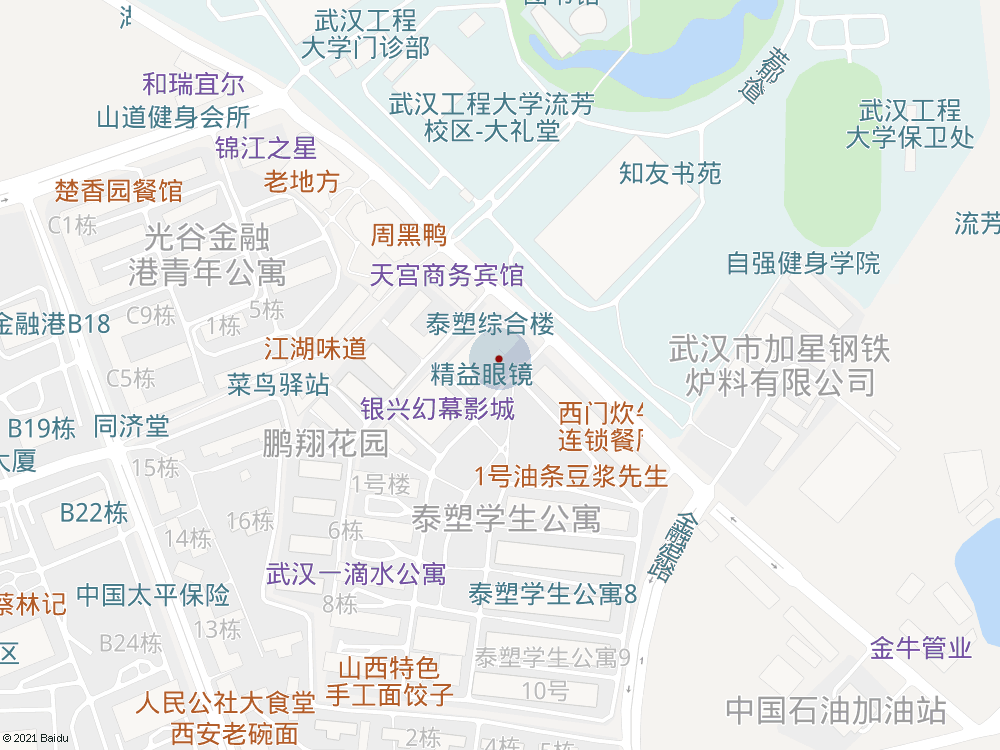 武汉工程
大学门诊部
和瑞宜尔
山道健身会所
武汉工程大学流芳
校区-大礼堂
武汉工程
大学保卫处
锦江之星
老地方
知友书苑
楚香园餐馆
C1栋
光谷金融
港青年公寓
周黑鸭
流芳
天宫商务宾馆
自强健身学院
C9栋
5栋
1栋
金融港B18
泰塑综合楼
江湖味道
武汉市加星钢铁
炉料有限公司
C5栋
菜鸟驿站
精益眼镜
银兴幻幕影城
B19栋
同济堂
西门炊
连锁餐
大厦
鹏翔花园
15栋
1号楼
1号油条豆浆先生
B22栋
16栋
泰塑学生公寓
6栋
14栋
金融港路
武汉一滴水公寓
中国太平保险
8栋
泰塑学生公寓8
蔡林记
13栋
B24栋
区
泰塑学生公寓9
10号
金牛管业
山西特色
手工面饺子
人民公社大食堂
西安老碗面
中国石油加油站
2栋
4栋
5栋
© 2021 Baidu